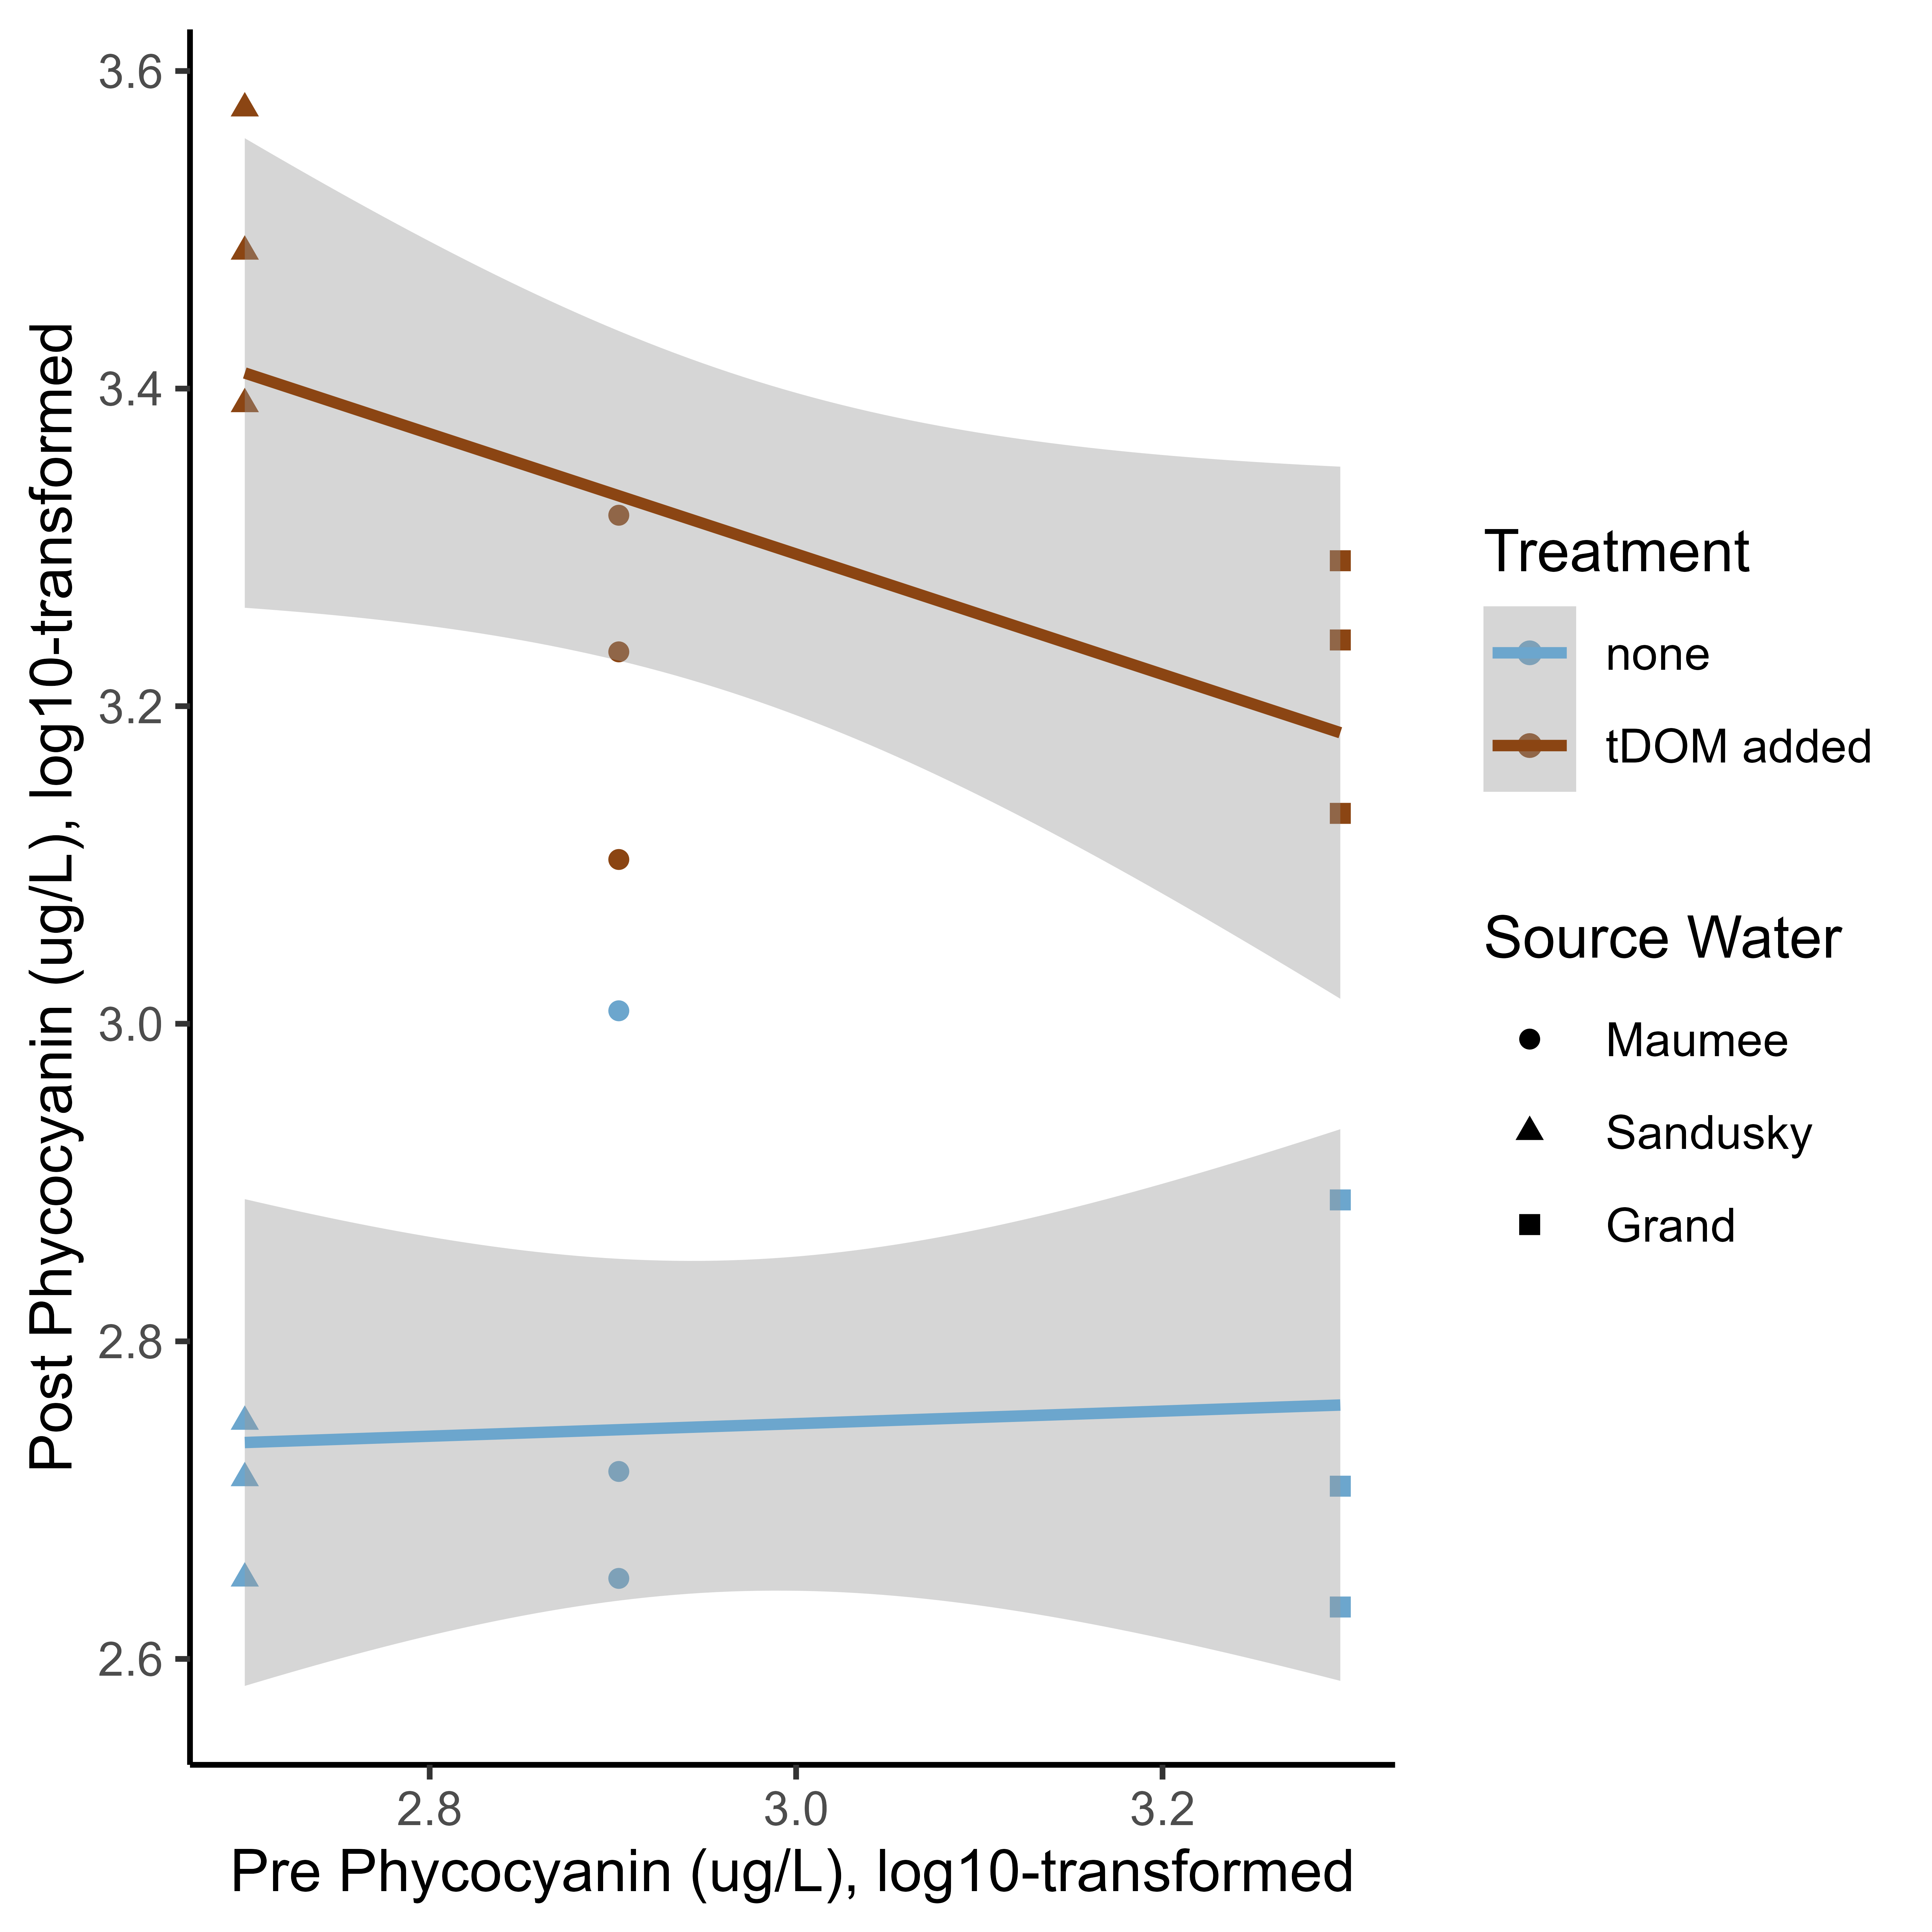 3.6
3.4
3.2
3.0
2.8
2.6
Post Phycocyanin (ug/L), log10-transformed
2.8 3.0 3.2
Pre Phycocyanin (ug/L), log10-transformed
Treatment
none
tDOM added
Source Water
Maumee
Sandusky
Grand